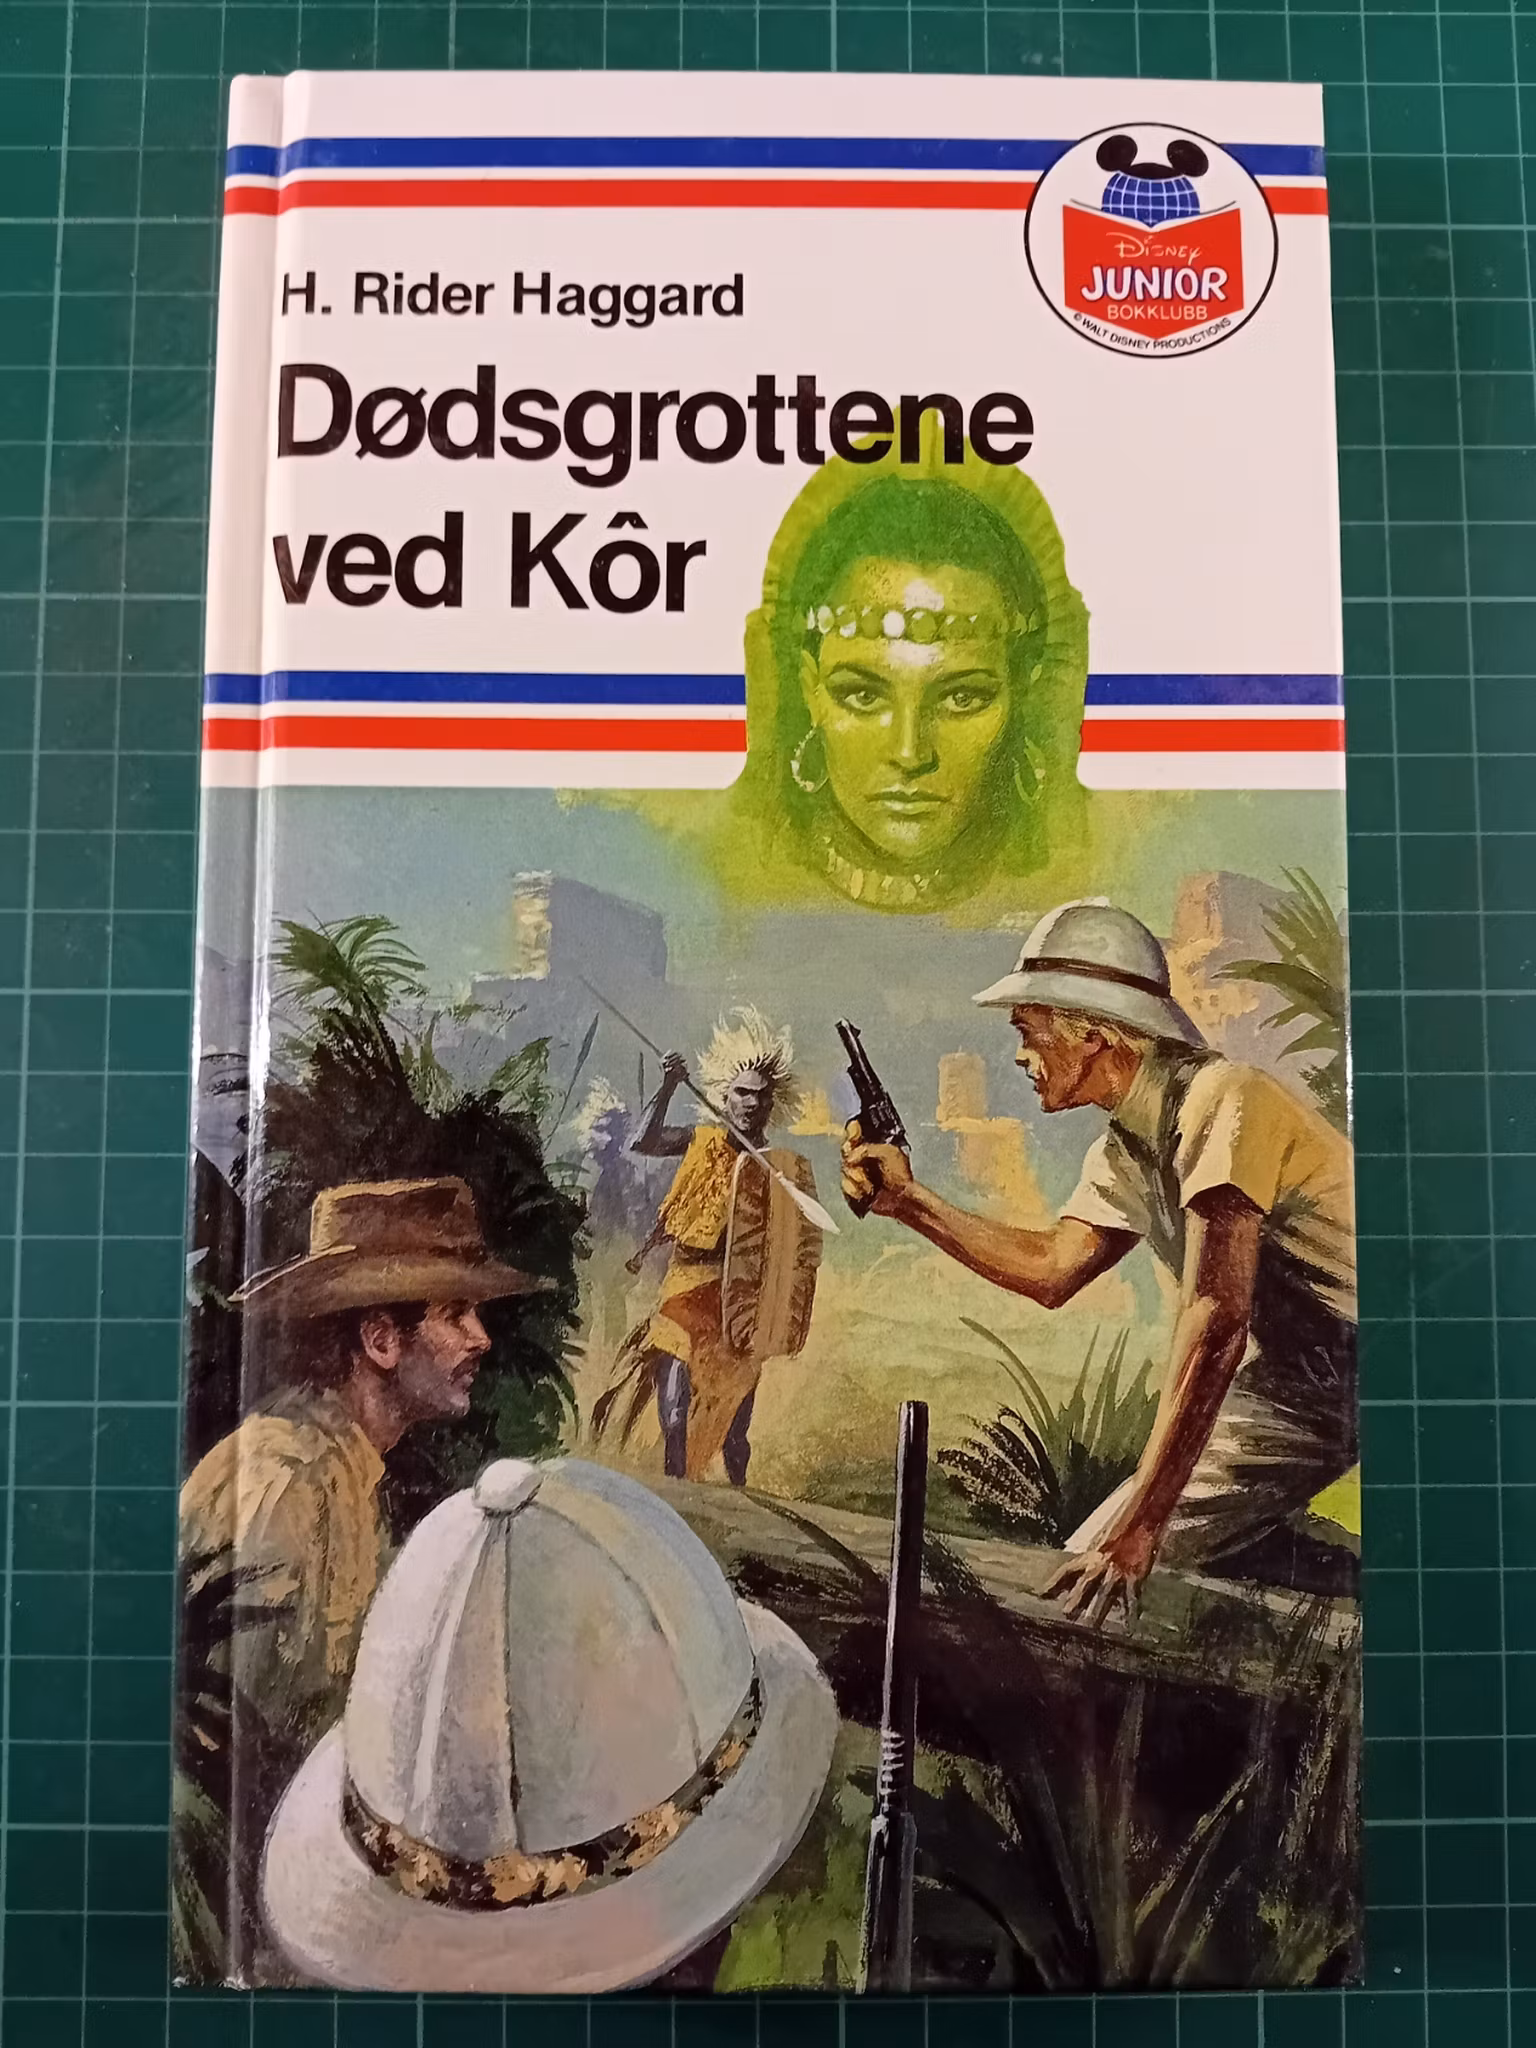 H. Rider Haggard
Dødsgrottene
ved Kôr
DISNEY
JUNIOR
BOKKLUBB
© WALT DISNEY PRODUCTIONS